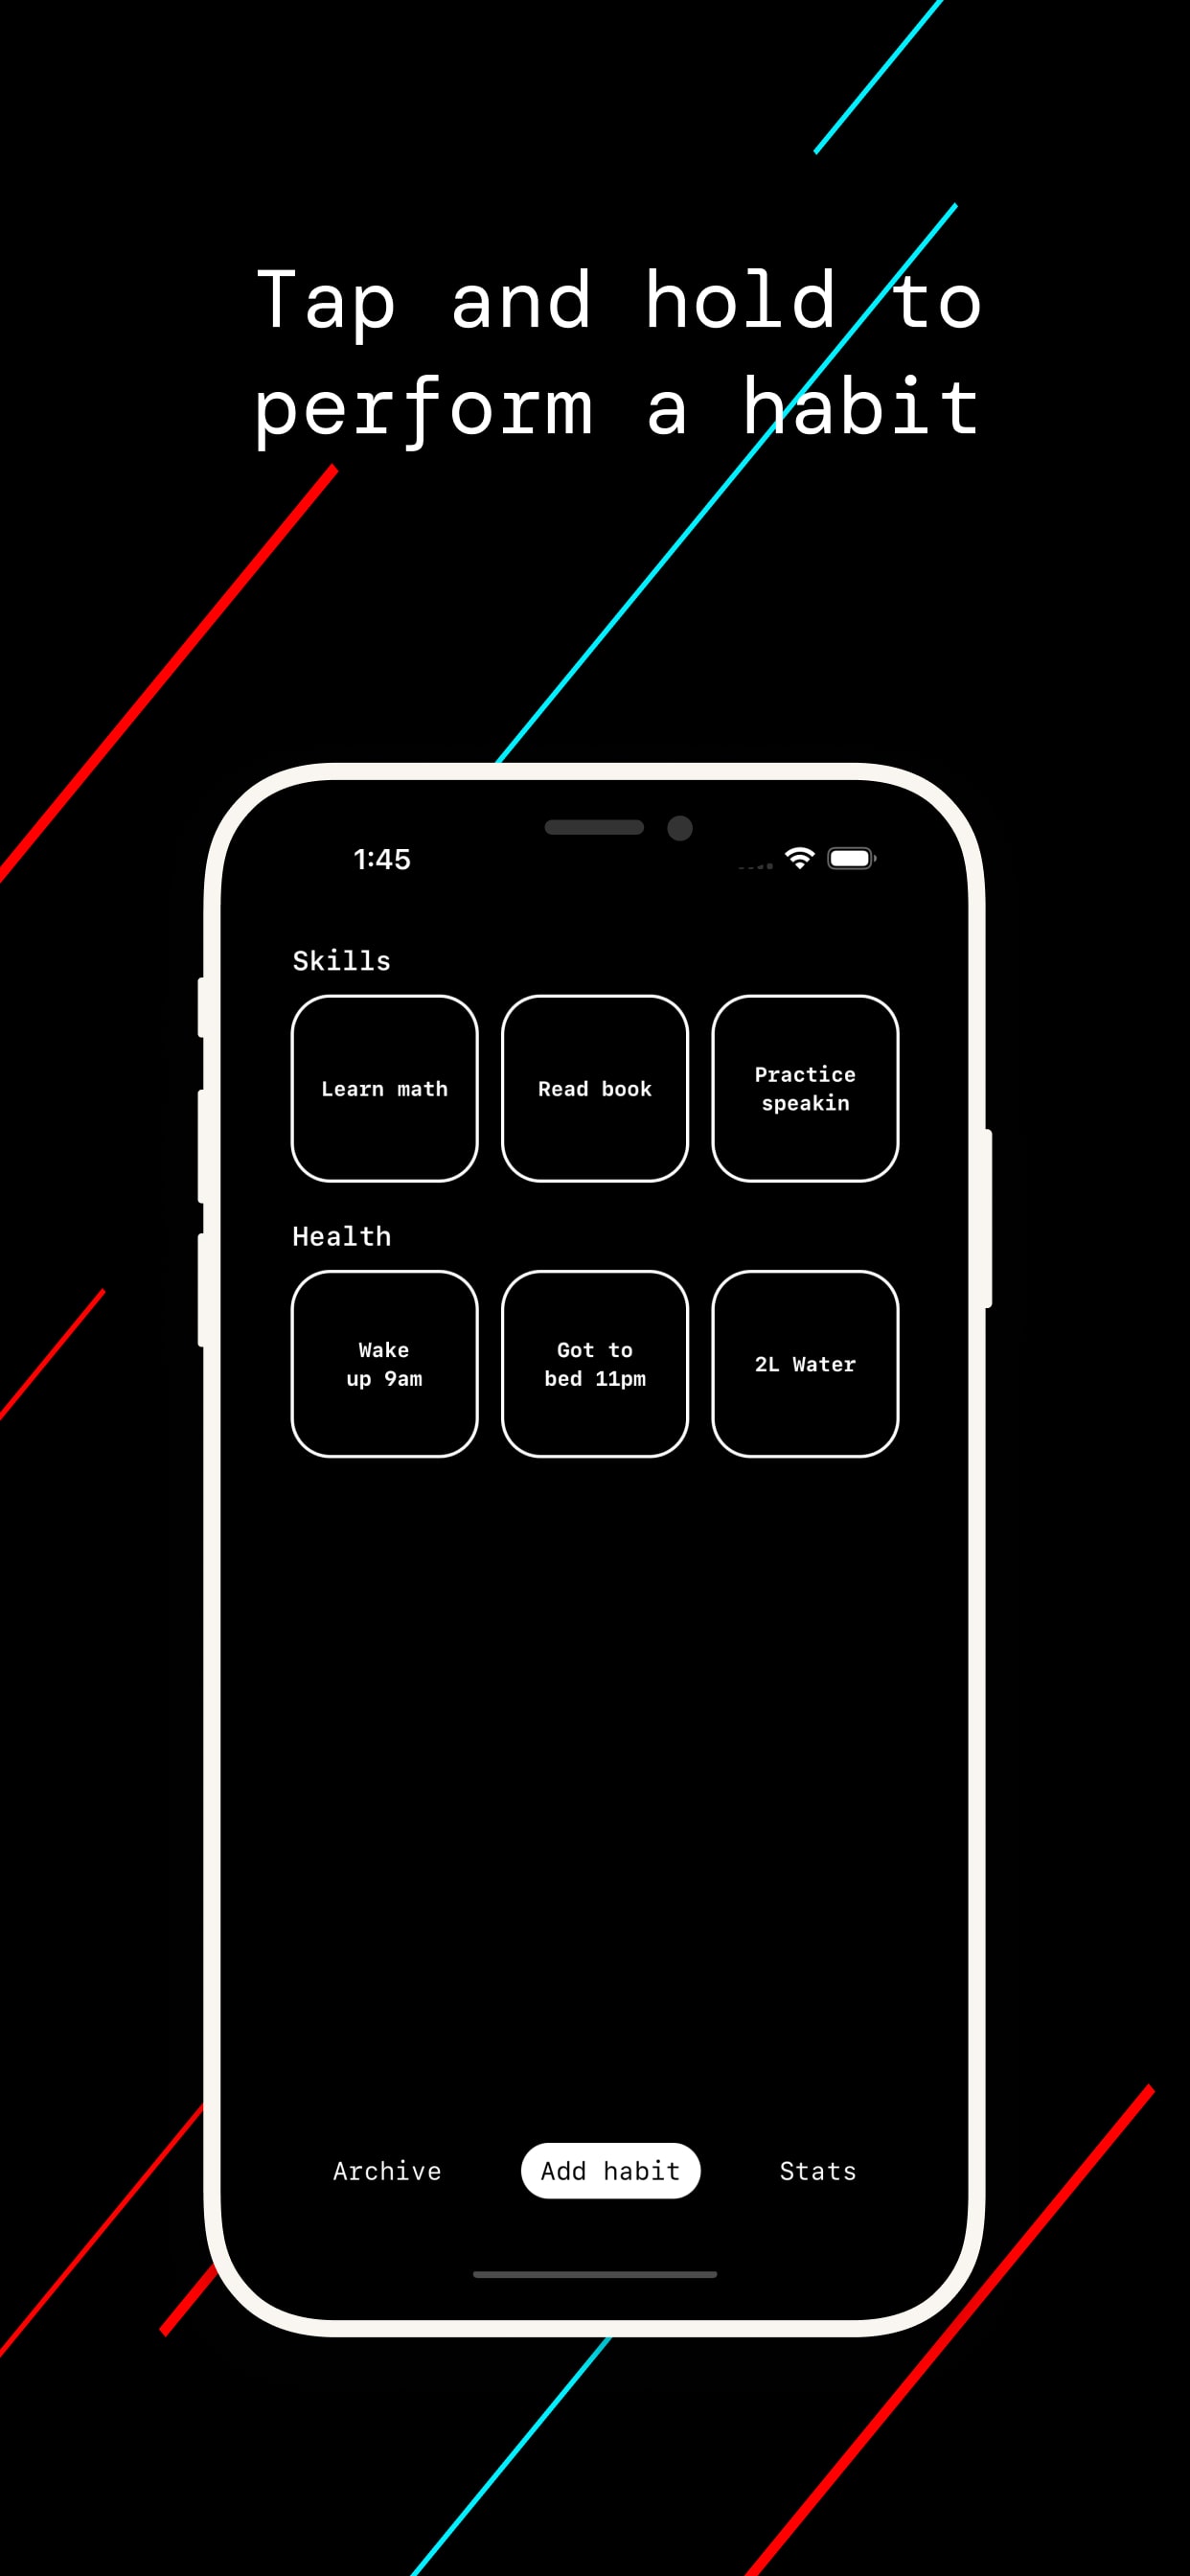 Tap and hold to
perform a habit
1:45
Skills
Learn math
Read book
Practice
speakin
Health
Wake
up 9am
Got to
bed 11pm
2L Water
Archive
Add habit
Stats